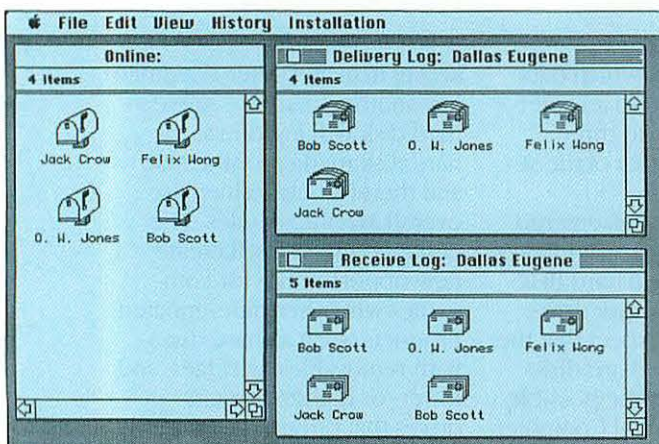 File Edit View History Installation
Online:
4 Items
Jack Crow Felix Wong
O. W. Jones Bob Scott
Delivery Log: Dallas Eugene
4 Items
Bob Scott O. W. Jones Felix Wong
Jack Crow
Receive Log: Dallas Eugene
5 Items
Bob Scott O. W. Jones Felix Wong
Jack Crow Bob Scott